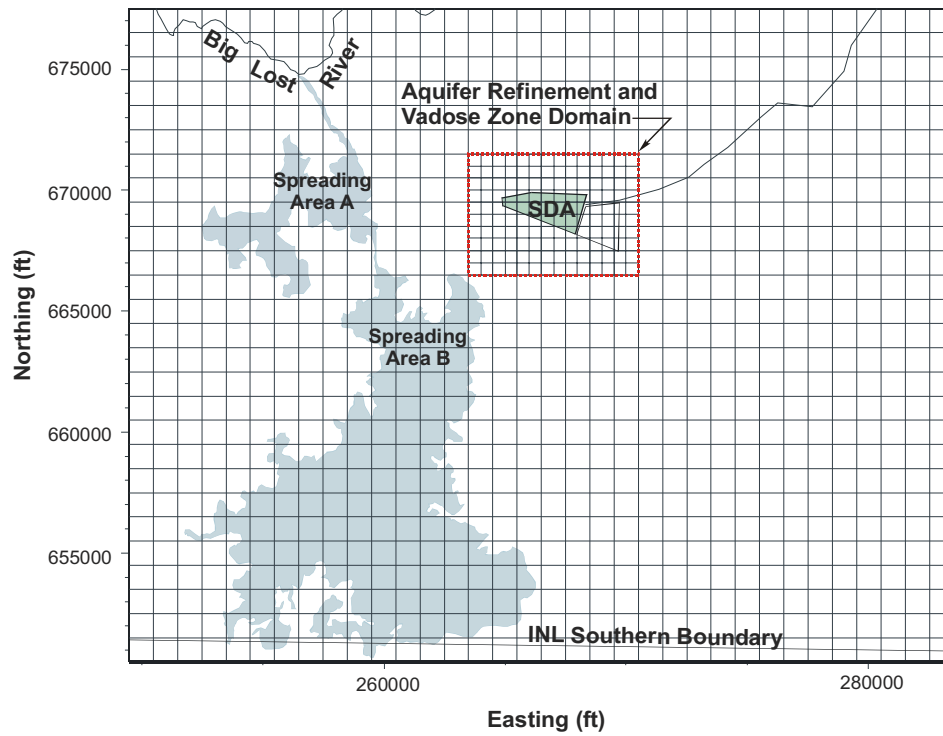 Big Lost River
675000
Aquifer Refinement and
Vadose Zone Domain
670000
Spreading
Area A
SDA
665000
Spreading
Area B
Northing (ft)
660000
655000
INL Southern Boundary
260000
280000
Easting (ft)